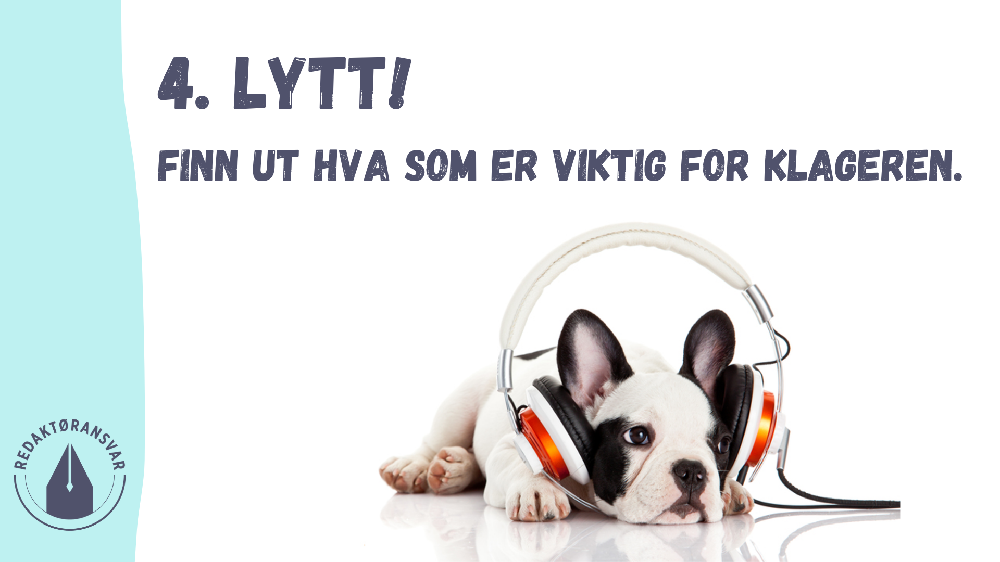 4. LYTT!
FINN UT HVA SOM ER VIKTIG FOR KLAGEREN.
REDAKTØRANSVAR